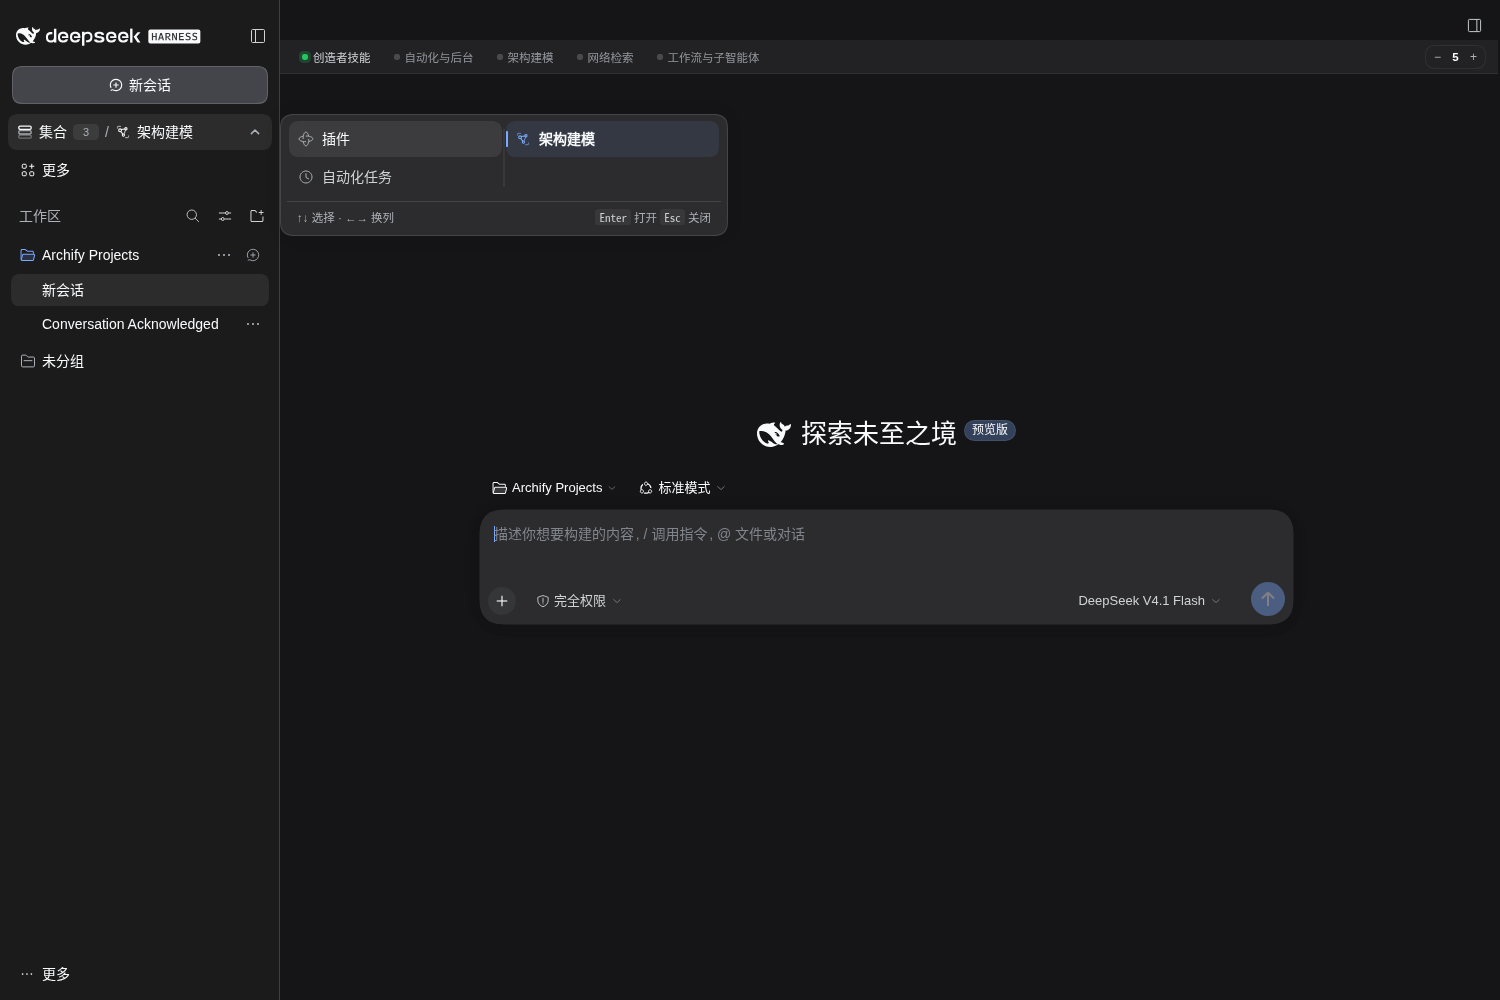 deepseek HARNESS
新会话
集合 3 / 架构建模
更多
工作区
Archify Projects
新会话
Conversation Acknowledged
未分组
更多
创造者技能 自动化与后台 架构建模 网络检索 工作流与子智能体 − 5 +
插件 架构建模
自动化任务
↑↓ 选择 · ←→ 换列 Enter 打开 Esc 关闭
探索未至之境 预览版
Archify Projects 标准模式
描述你想要构建的内容, / 调用指令, @ 文件或对话
完全权限 DeepSeek V4.1 Flash